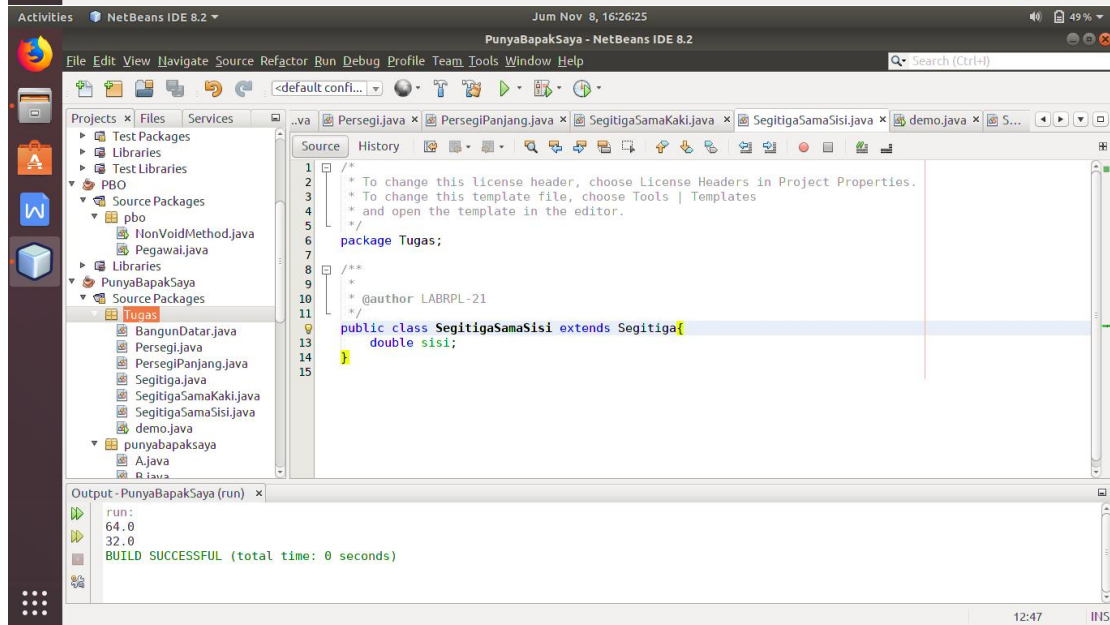 Activities NetBeans IDE 8.2 Jum Nov 8, 16:26:25 49%
PunyaBapakSaya - NetBeans IDE 8.2
File Edit View Navigate Source Refactor Run Debug Profile Team Tools Window Help Search (Ctrl+I)
<default confi...
Projects Files Services
..va Persegi.java PersegiPanjang.java SegitigaSamaKaki.java SegitigaSamaSisi.java demo.java S...
Source History
Test Packages
Libraries
Test Libraries
PBO
Source Packages
pbo
NonVoidMethod.java
Pegawai.java
Libraries
PunyaBapakSaya
Source Packages
Tugas
BangunDatar.java
Persegi.java
PersegiPanjang.java
Segitiga.java
SegitigaSamaKaki.java
SegitigaSamaSisi.java
demo.java
punyabapaksaya
A.java
B.java
1 /*
2 * To change this license header, choose License Headers in Project Properties.
3 * To change this template file, choose Tools | Templates
4 * and open the template in the editor.
5 */
6 package Tugas;
7
8 /**
9 *
10 * @author LABRPL-21
11 */
public class SegitigaSamaSisi extends Segitiga{
13 double sisi;
14 }
15
Output - PunyaBapakSaya (run)
run:
64.0
32.0
BUILD SUCCESSFUL (total time: 0 seconds)
12:47 INS